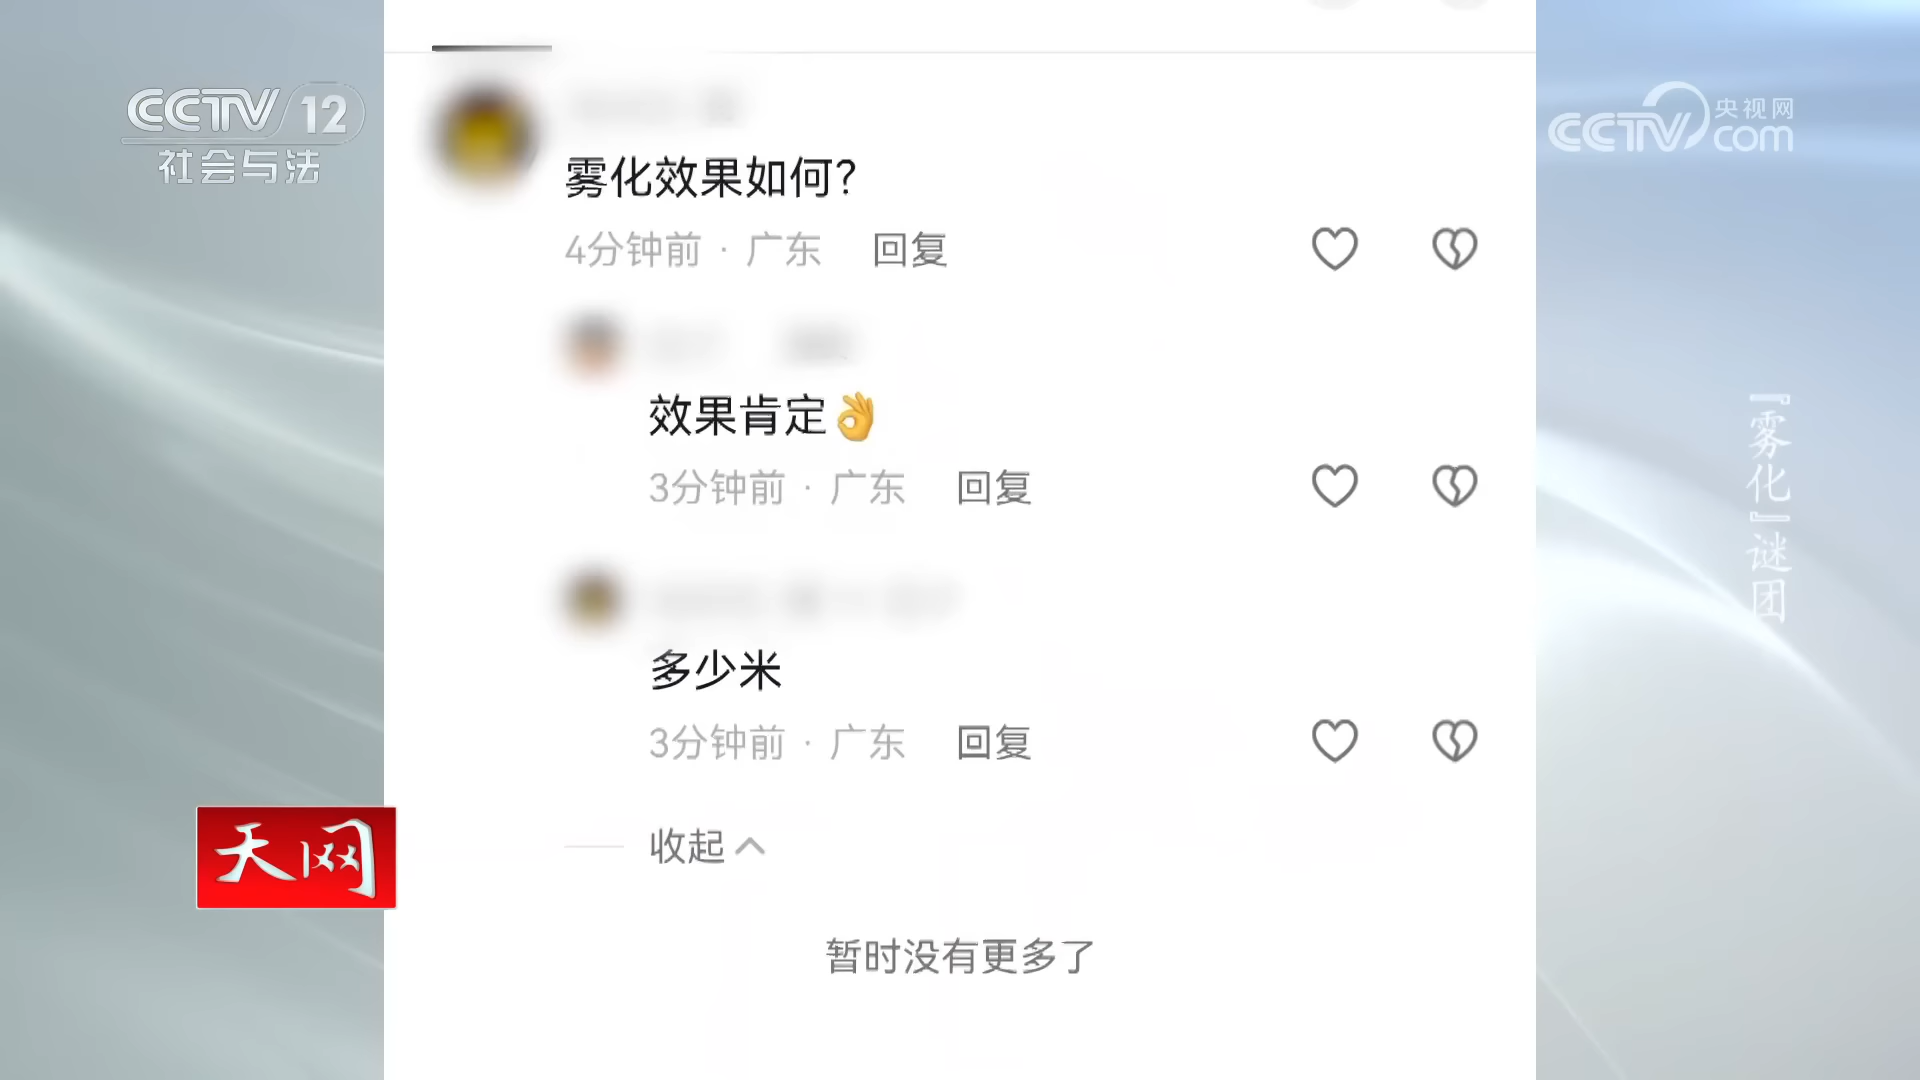 CCTV 12
社会与法
央视网
CCTV com
雾化效果如何?
4分钟前 · 广东 回复
效果肯定👌
3分钟前 · 广东 回复
多少米
3分钟前 · 广东 回复
收起
暂时没有更多了
『雾化』谜团
天网